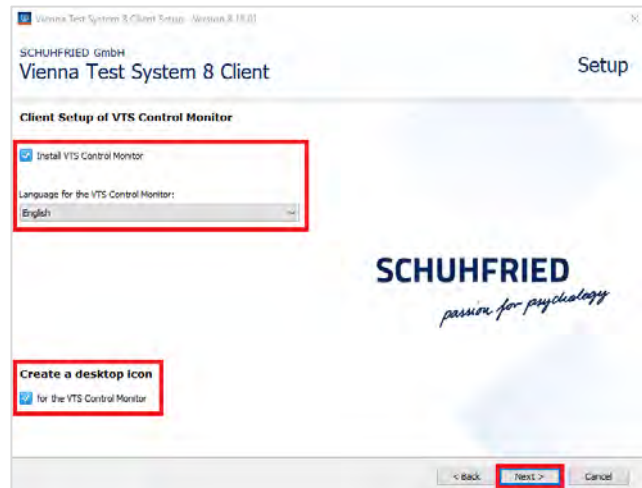 Vienna Test System 8 Client Setup - Version 8.18.01
SCHUHFRIED GmbH
Vienna Test System 8 Client
Setup
Client Setup of VTS Control Monitor
Install VTS Control Monitor
Language for the VTS Control Monitor:
English
SCHUHFRIED
passion for psychology
Create a desktop icon
for the VTS Control Monitor
< Back
Next >
Cancel